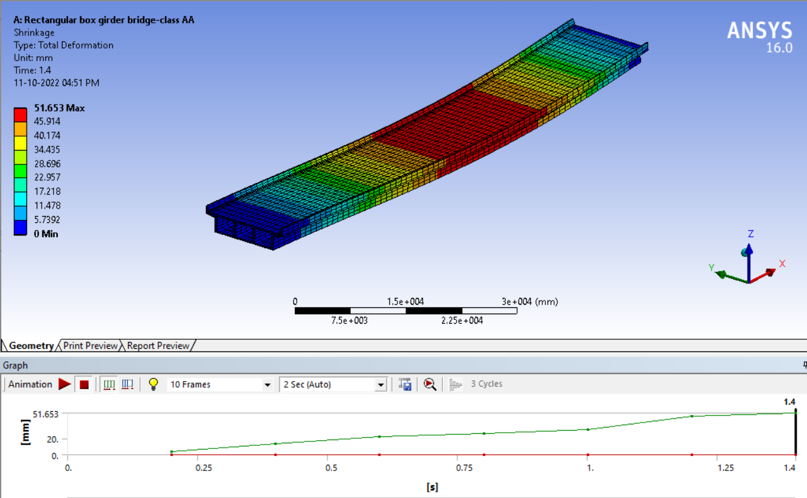 A: Rectangular box girder bridge-class AA
Shrinkage
Type: Total Deformation
Unit: mm
Time: 1.4
11-10-2022 04:51 PM
51.653 Max
45.914
40.174
34.435
28.696
22.957
17.218
11.478
5.7392
0 Min
ANSYS
16.0
Z
Y
X
0 1.5e+004 3e+004 (mm)
7.5e+003 2.25e+004
Geometry Print Preview Report Preview
Graph
Animation 10 Frames 2 Sec (Auto) 3 Cycles
1.4
51.653
20.
0.
[mm]
0. 0.25 0.5 0.75 1. 1.25 1.4
[s]